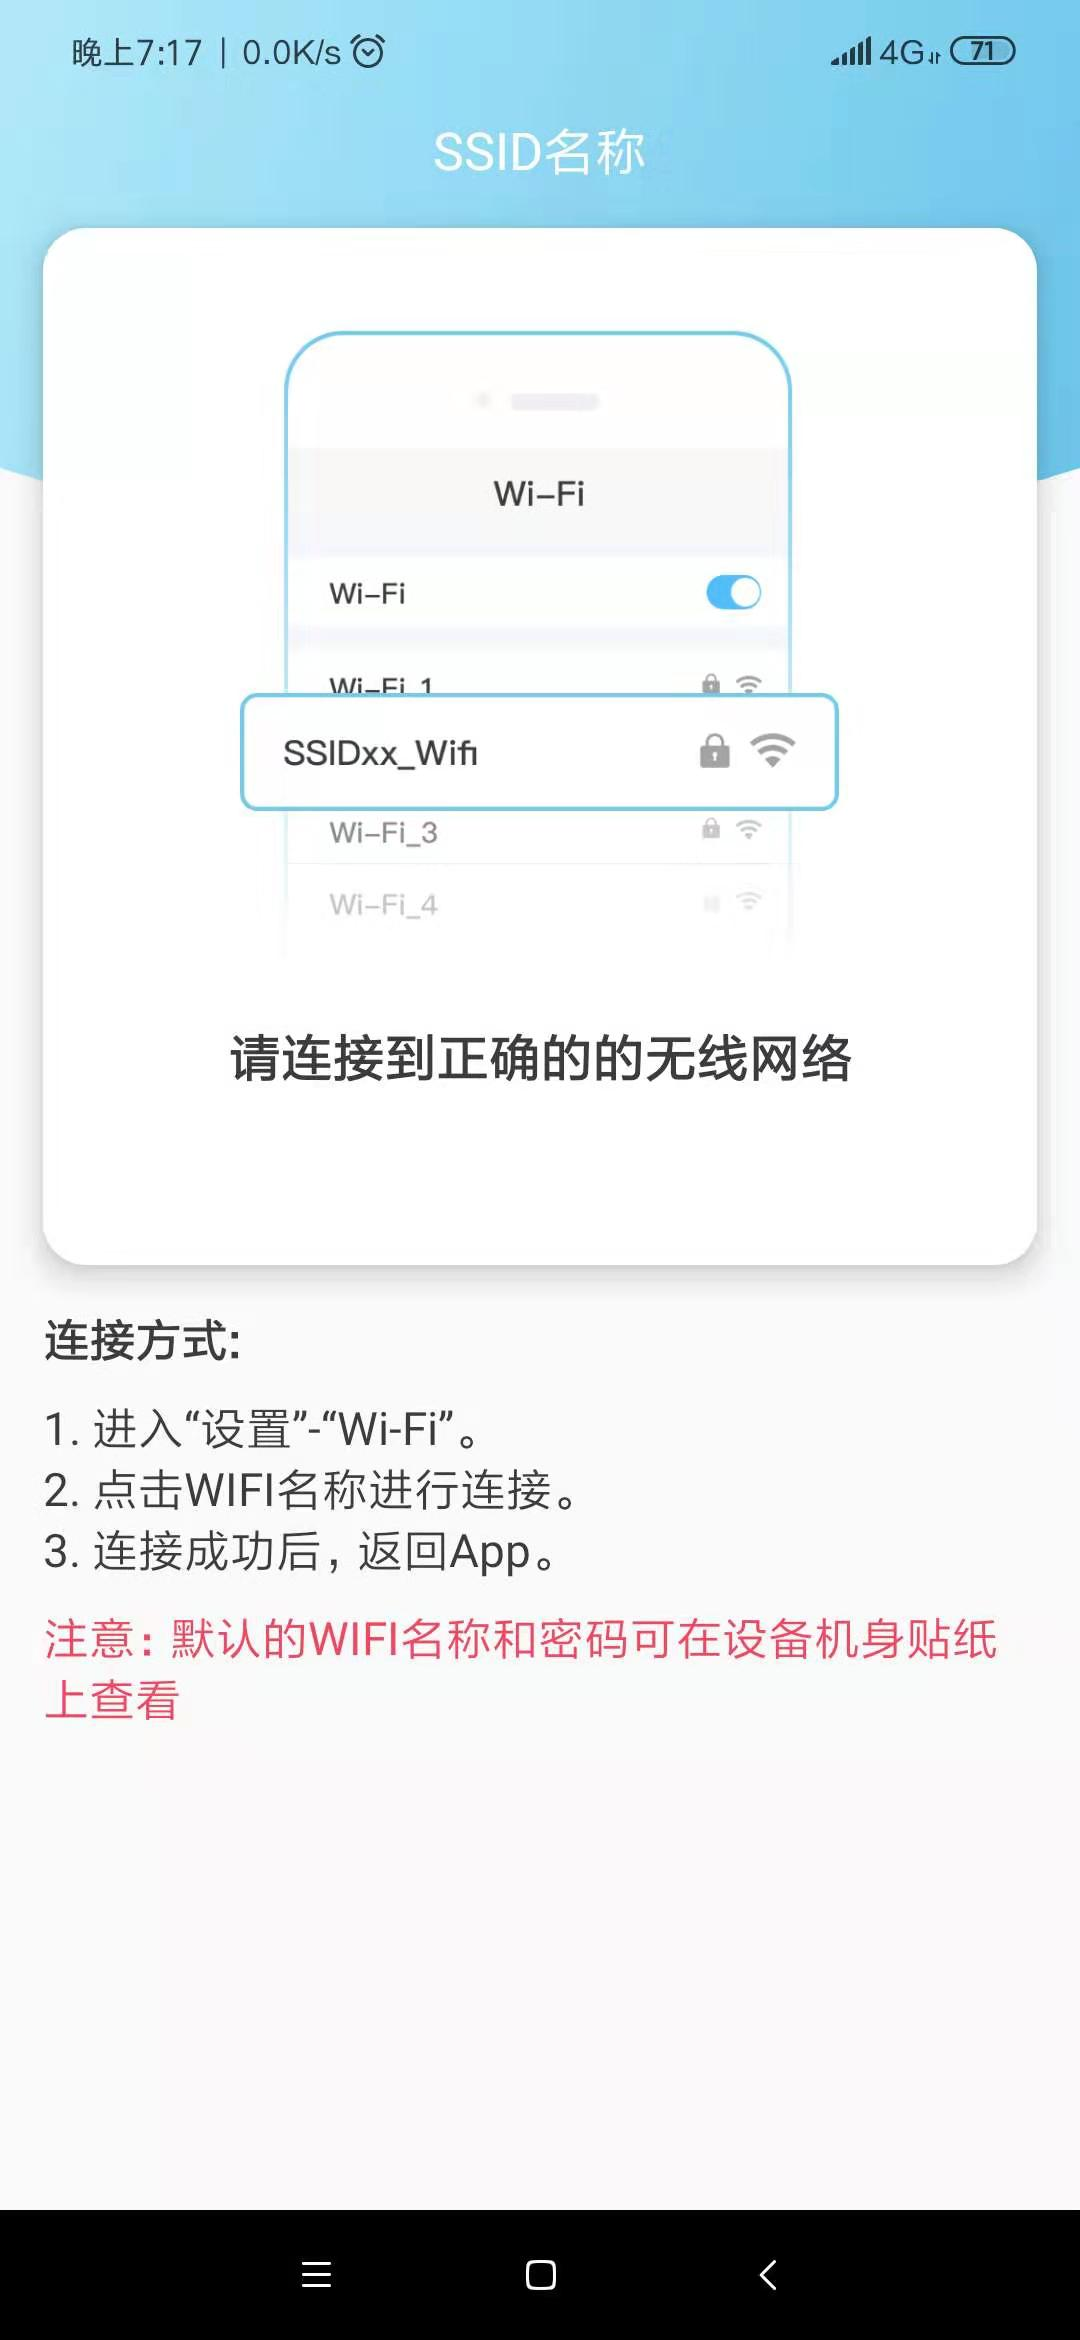 晚上7:17 | 0.0K/s
4G 71
SSID名称
Wi-Fi
Wi-Fi
Wi-Fi_1
SSIDxx_Wifi
Wi-Fi_3
Wi-Fi_4
请连接到正确的的无线网络
连接方式:
1. 进入“设置”-“Wi-Fi”。
2. 点击WIFI名称进行连接。
3. 连接成功后，返回App。
注意：默认的WIFI名称和密码可在设备机身贴纸
上查看